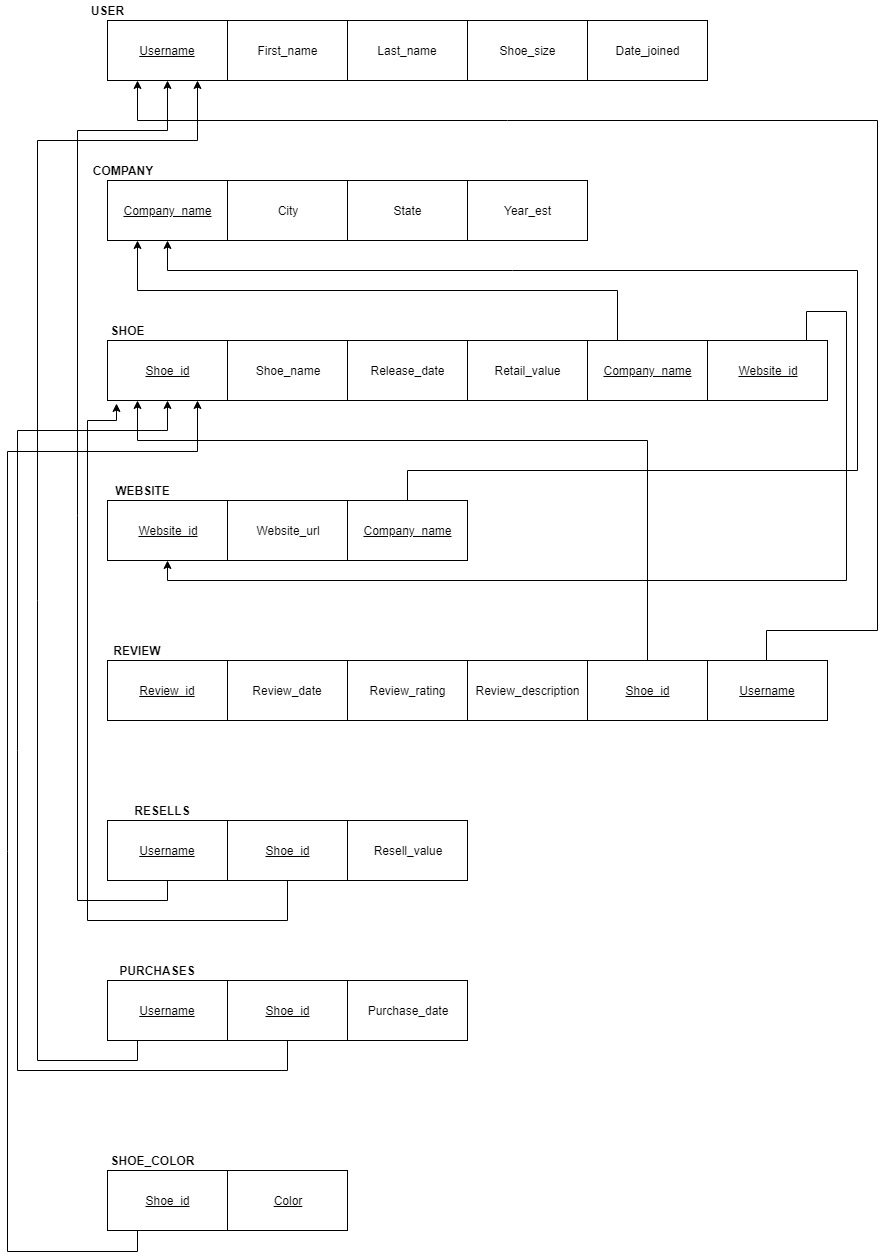 USER
Username First_name Last_name Shoe_size Date_joined
COMPANY
Company_name City State Year_est
SHOE
Shoe_id Shoe_name Release_date Retail_value Company_name Website_id
WEBSITE
Website_id Website_url Company_name
REVIEW
Review_id Review_date Review_rating Review_description Shoe_id Username
RESELLS
Username Shoe_id Resell_value
PURCHASES
Username Shoe_id Purchase_date
SHOE_COLOR
Shoe_id Color